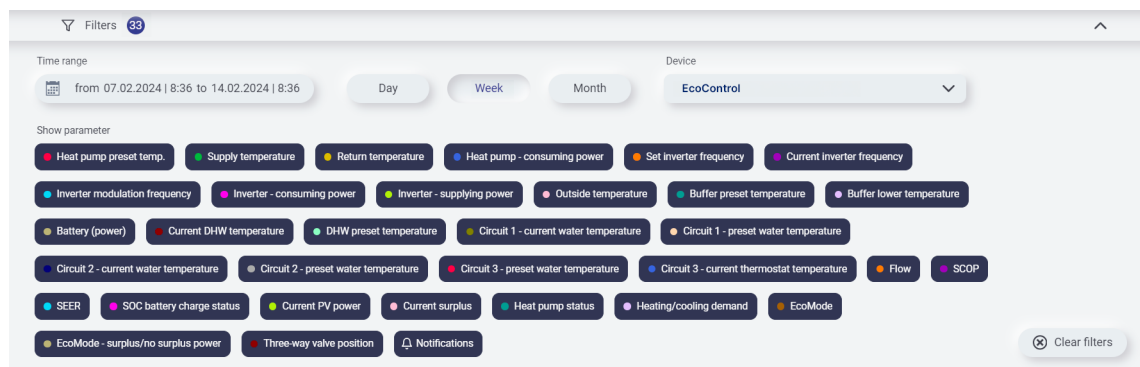 Filters 33
Time range
Device
from 07.02.2024 | 8:36 to 14.02.2024 | 8:36 Day Week Month EcoControl
Show parameter
Heat pump preset temp. Supply temperature Return temperature Heat pump - consuming power Set inverter frequency Current inverter frequency
Inverter modulation frequency Inverter - consuming power Inverter - supplying power Outside temperature Buffer preset temperature Buffer lower temperature
Battery (power) Current DHW temperature DHW preset temperature Circuit 1 - current water temperature Circuit 1 - preset water temperature
Circuit 2 - current water temperature Circuit 2 - preset water temperature Circuit 3 - preset water temperature Circuit 3 - current thermostat temperature Flow SCOP
SEER SOC battery charge status Current PV power Current surplus Heat pump status Heating/cooling demand EcoMode
EcoMode - surplus/no surplus power Three-way valve position Notifications Clear filters